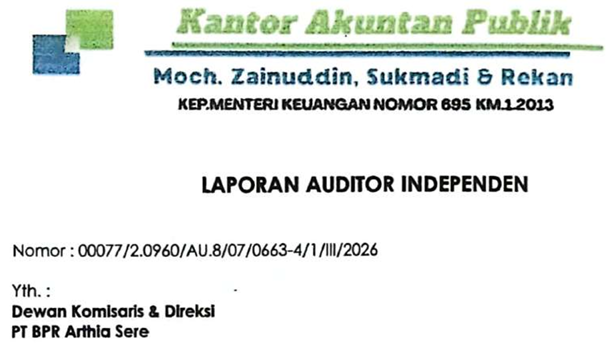 Kantor Akuntan Publik
Moch. Zainuddin, Sukmadi & Rekan
KEP.MENTERI KEUANGAN NOMOR 695 KM.1.2013
LAPORAN AUDITOR INDEPENDEN
Nomor : 00077/2.0960/AU.8/07/0663-4/1/III/2026
Yth. :
Dewan Komisaris & Direksi
PT BPR Arthia Sere